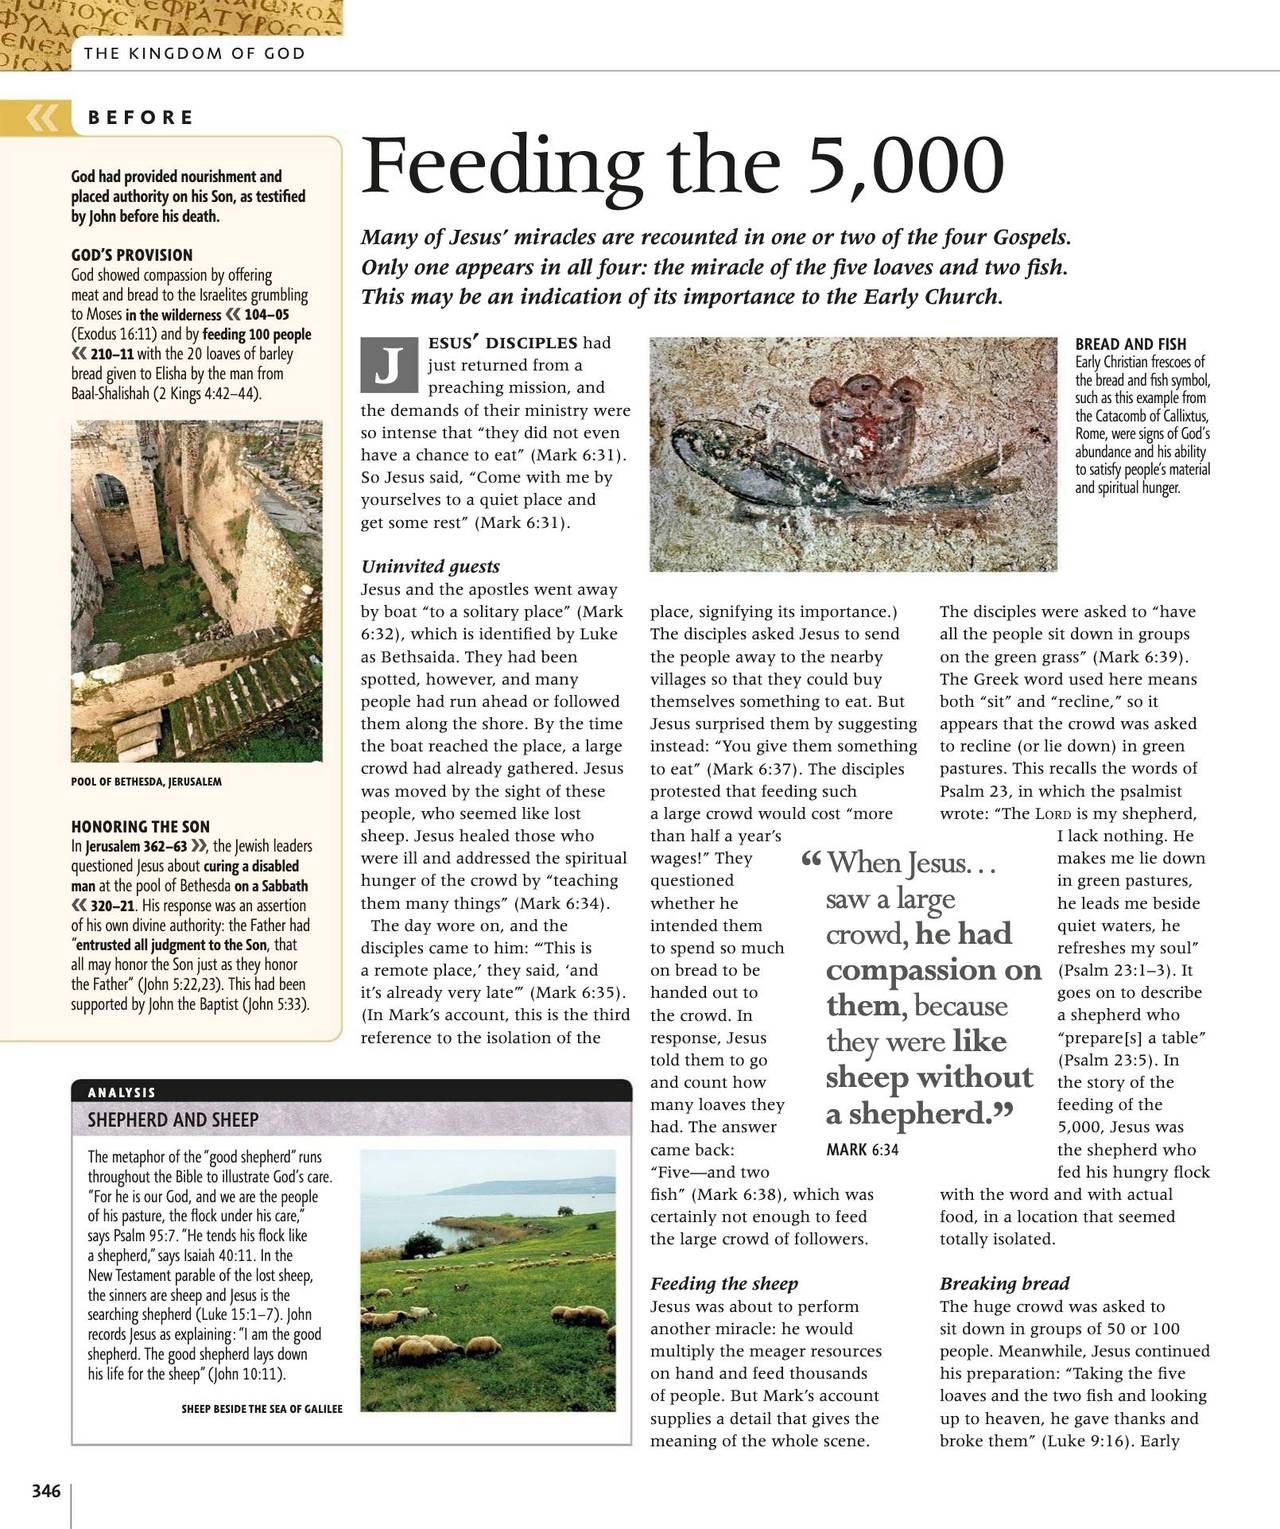 THE KINGDOM OF GOD
BEFORE
God had provided nourishment and
placed authority on his Son, as testified
by John before his death.
GOD'S PROVISION
God showed compassion by offering
meat and bread to the Israelites grumbling
to Moses in the wilderness « 104–05
(Exodus 16:11) and by feeding 100 people
« 210–11 with the 20 loaves of barley
bread given to Elisha by the man from
Baal-Shalishah (2 Kings 4:42–44).
POOL OF BETHESDA, JERUSALEM
HONORING THE SON
In Jerusalem 362–63 », the Jewish leaders
questioned Jesus about curing a disabled
man at the pool of Bethesda on a Sabbath
« 320–21. His response was an assertion
of his own divine authority: the Father had
"entrusted all judgment to the Son, that
all may honor the Son just as they honor
the Father" (John 5:22,23). This had been
supported by John the Baptist (John 5:33).
Feeding the 5,000
Many of Jesus' miracles are recounted in one or two of the four Gospels.
Only one appears in all four: the miracle of the five loaves and two fish.
This may be an indication of its importance to the Early Church.
JESUS' DISCIPLES had
just returned from a
preaching mission, and
the demands of their ministry were
so intense that "they did not even
have a chance to eat" (Mark 6:31).
So Jesus said, "Come with me by
yourselves to a quiet place and
get some rest" (Mark 6:31).
Uninvited guests
Jesus and the apostles went away
by boat "to a solitary place" (Mark
6:32), which is identified by Luke
as Bethsaida. They had been
spotted, however, and many
people had run ahead or followed
them along the shore. By the time
the boat reached the place, a large
crowd had already gathered. Jesus
was moved by the sight of these
people, who seemed like lost
sheep. Jesus healed those who
were ill and addressed the spiritual
hunger of the crowd by "teaching
them many things" (Mark 6:34).
The day wore on, and the
disciples came to him: "'This is
a remote place,' they said, 'and
it's already very late'" (Mark 6:35).
(In Mark's account, this is the third
reference to the isolation of the
BREAD AND FISH
Early Christian frescoes of
the bread and fish symbol,
such as this example from
the Catacomb of Callixtus,
Rome, were signs of God's
abundance and his ability
to satisfy people's material
and spiritual hunger.
place, signifying its importance.)
The disciples asked Jesus to send
the people away to the nearby
villages so that they could buy
themselves something to eat. But
Jesus surprised them by suggesting
instead: "You give them something
to eat" (Mark 6:37). The disciples
protested that feeding such
a large crowd would cost "more
than half a year's
wages!" They
questioned
whether he
intended them
to spend so much
on bread to be
handed out to
the crowd. In
response, Jesus
told them to go
and count how
many loaves they
had. The answer
came back:
"Five—and two
fish" (Mark 6:38), which was
certainly not enough to feed
the large crowd of followers.
Feeding the sheep
Jesus was about to perform
another miracle: he would
multiply the meager resources
on hand and feed thousands
of people. But Mark's account
supplies a detail that gives the
meaning of the whole scene.
"When Jesus...
saw a large
crowd, he had
compassion on
them, because
they were like
sheep without
a shepherd."
MARK 6:34
The disciples were asked to "have
all the people sit down in groups
on the green grass" (Mark 6:39).
The Greek word used here means
both "sit" and "recline," so it
appears that the crowd was asked
to recline (or lie down) in green
pastures. This recalls the words of
Psalm 23, in which the psalmist
wrote: "The LORD is my shepherd,
I lack nothing. He
makes me lie down
in green pastures,
he leads me beside
quiet waters, he
refreshes my soul"
(Psalm 23:1–3). It
goes on to describe
a shepherd who
"prepare[s] a table"
(Psalm 23:5). In
the story of the
feeding of the
5,000, Jesus was
the shepherd who
fed his hungry flock
with the word and with actual
food, in a location that seemed
totally isolated.
Breaking bread
The huge crowd was asked to
sit down in groups of 50 or 100
people. Meanwhile, Jesus continued
his preparation: "Taking the five
loaves and the two fish and looking
up to heaven, he gave thanks and
broke them" (Luke 9:16). Early
ANALYSIS
SHEPHERD AND SHEEP
The metaphor of the "good shepherd" runs
throughout the Bible to illustrate God's care.
"For he is our God, and we are the people
of his pasture, the flock under his care,"
says Psalm 95:7. "He tends his flock like
a shepherd," says Isaiah 40:11. In the
New Testament parable of the lost sheep,
the sinners are sheep and Jesus is the
searching shepherd (Luke 15:1–7). John
records Jesus as explaining: "I am the good
shepherd. The good shepherd lays down
his life for the sheep" (John 10:11).
SHEEP BESIDE THE SEA OF GALILEE
346